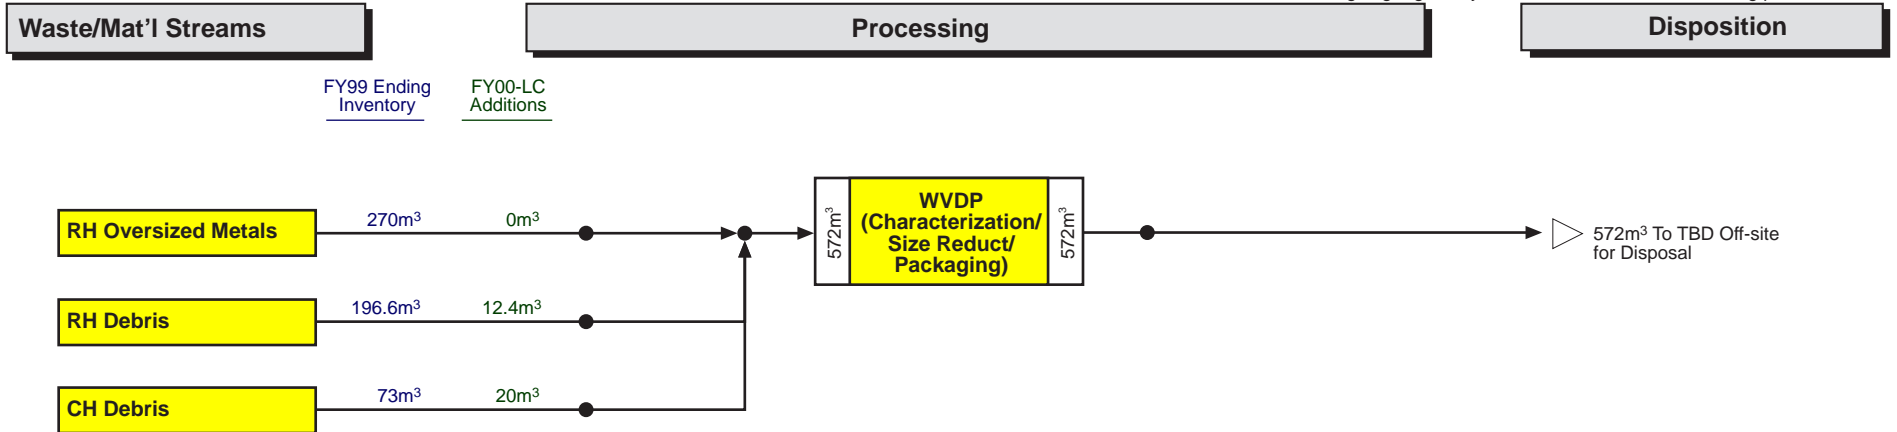 Waste/Mat'l Streams
Processing
Disposition
FY99 Ending
Inventory
FY00-LC
Additions
RH Oversized Metals
270m³
0m³
572m³
WVDP
(Characterization/
Size Reduct/
Packaging)
572m³
572m³ To TBD Off-site
for Disposal
RH Debris
196.6m³
12.4m³
CH Debris
73m³
20m³